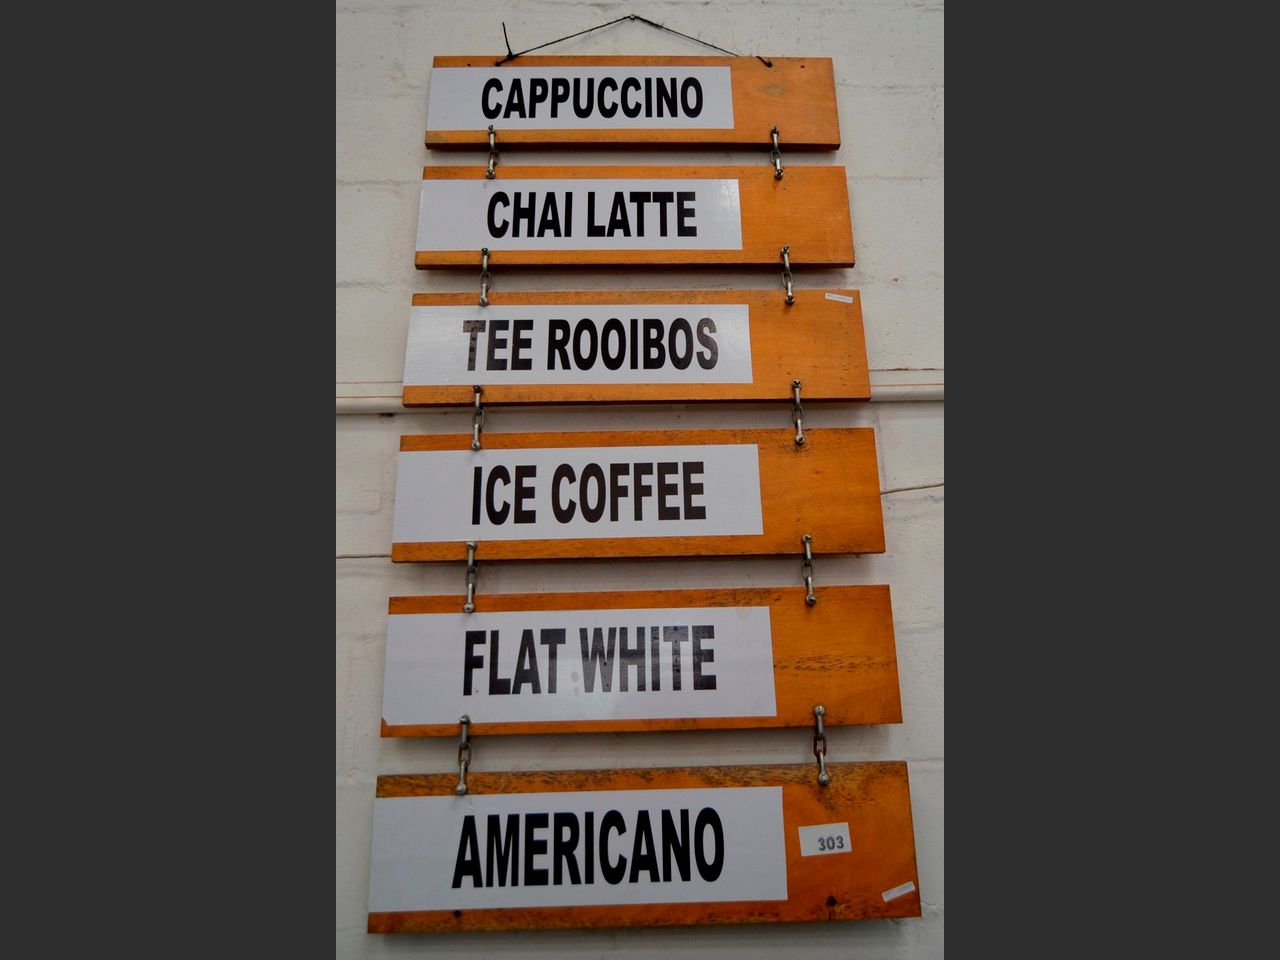 CAPPUCCINO
CHAI LATTE
TEE ROOIBOS
ICE COFFEE
FLAT WHITE
AMERICANO
303